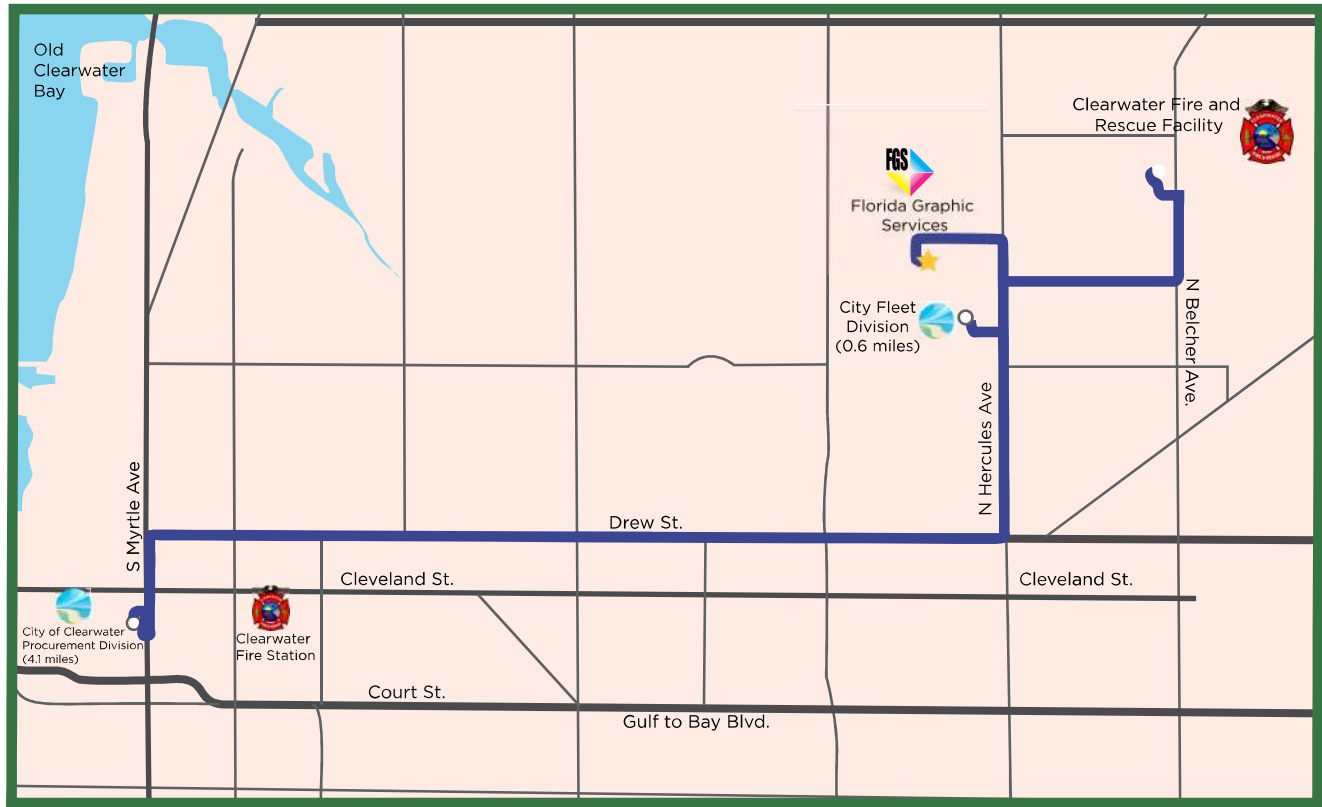 Old
Clearwater
Bay
Clearwater Fire and
Rescue Facility
FGS
Florida Graphic
Services
City Fleet
Division
(0.6 miles)
N Belcher Ave.
N Hercules Ave
S Myrtle Ave
Drew St.
Cleveland St.
Cleveland St.
City of Clearwater
Procurement Division
(4.1 miles)
Clearwater
Fire Station
Court St.
Gulf to Bay Blvd.